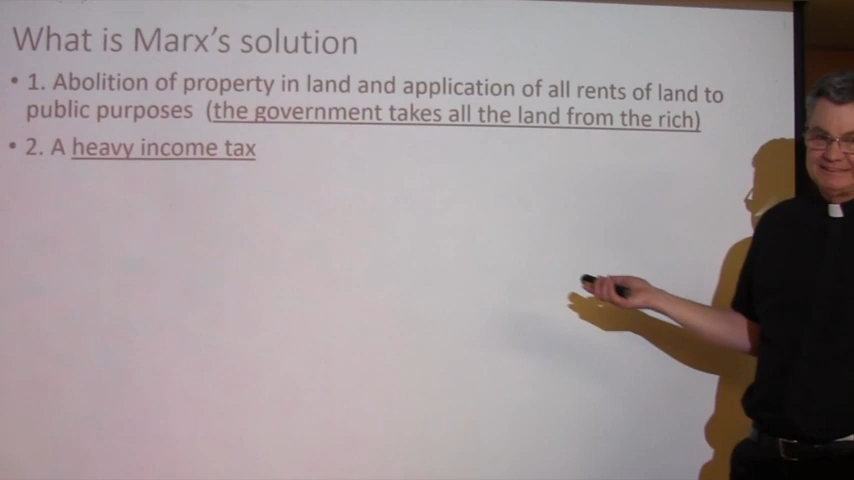 What is Marx's solution
• 1. Abolition of property in land and application of all rents of land to
public purposes (the government takes all the land from the rich)
• 2. A heavy income tax